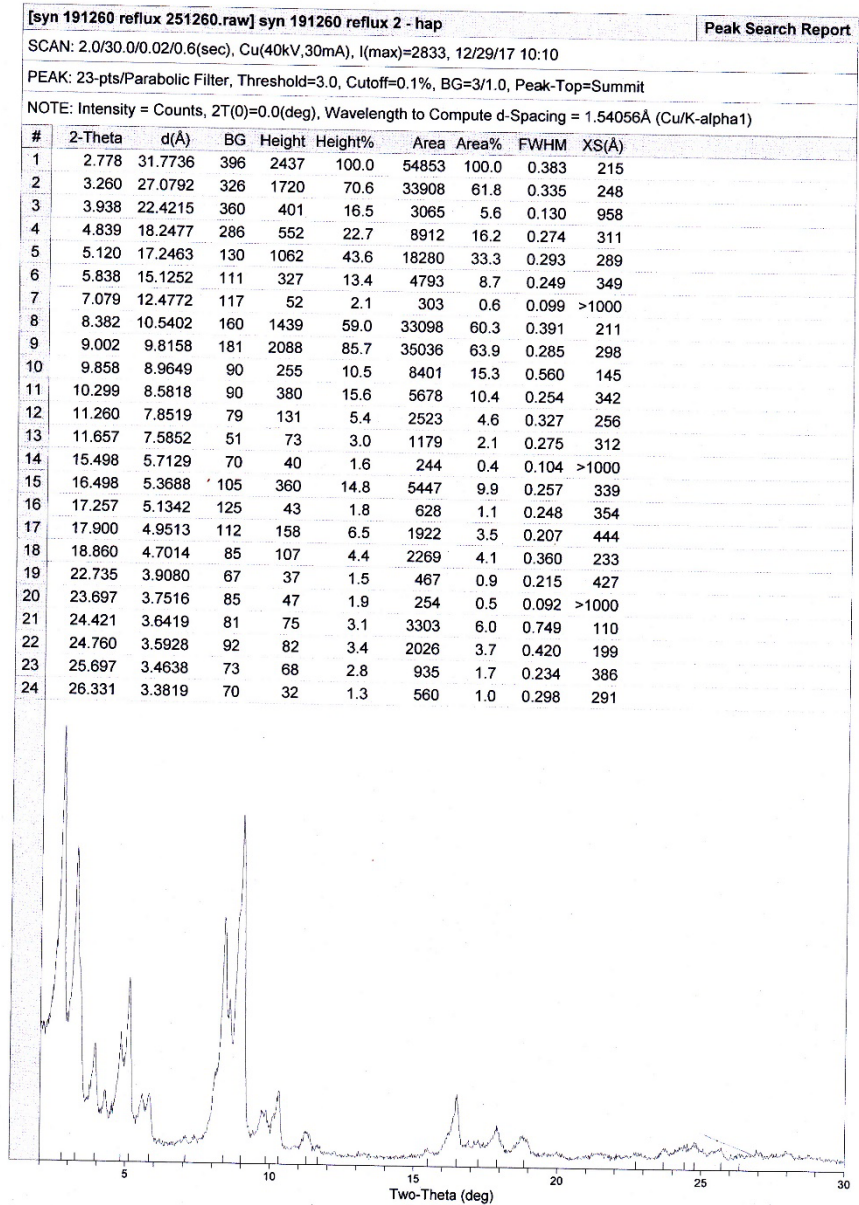 [syn 191260 reflux 251260.raw] syn 191260 reflux 2 - hap Peak Search Report
SCAN: 2.0/30.0/0.02/0.6(sec), Cu(40kV,30mA), I(max)=2833, 12/29/17 10:10
PEAK: 23-pts/Parabolic Filter, Threshold=3.0, Cutoff=0.1%, BG=3/1.0, Peak-Top=Summit
NOTE: Intensity = Counts, 2T(0)=0.0(deg), Wavelength to Compute d-Spacing = 1.54056Å (Cu/K-alpha1)
# 2-Theta d(Å) BG Height Height% Area Area% FWHM XS(Å)
1 2.778 31.7736 396 2437 100.0 54853 100.0 0.383 215
2 3.260 27.0792 326 1720 70.6 33908 61.8 0.335 248
3 3.938 22.4215 360 401 16.5 3065 5.6 0.130 958
4 4.839 18.2477 286 552 22.7 8912 16.2 0.274 311
5 5.120 17.2463 130 1062 43.6 18280 33.3 0.293 289
6 5.838 15.1252 111 327 13.4 4793 8.7 0.249 349
7 7.079 12.4772 117 52 2.1 303 0.6 0.099 >1000
8 8.382 10.5402 160 1439 59.0 33098 60.3 0.391 211
9 9.002 9.8158 181 2088 85.7 35036 63.9 0.285 298
10 9.858 8.9649 90 255 10.5 8401 15.3 0.560 145
11 10.299 8.5818 90 380 15.6 5678 10.4 0.254 342
12 11.260 7.8519 79 131 5.4 2523 4.6 0.327 256
13 11.657 7.5852 51 73 3.0 1179 2.1 0.275 312
14 15.498 5.7129 70 40 1.6 244 0.4 0.104 >1000
15 16.498 5.3688 105 360 14.8 5447 9.9 0.257 339
16 17.257 5.1342 125 43 1.8 628 1.1 0.248 354
17 17.900 4.9513 112 158 6.5 1922 3.5 0.207 444
18 18.860 4.7014 85 107 4.4 2269 4.1 0.360 233
19 22.735 3.9080 67 37 1.5 467 0.9 0.215 427
20 23.697 3.7516 85 47 1.9 254 0.5 0.092 >1000
21 24.421 3.6419 81 75 3.1 3303 6.0 0.749 110
22 24.760 3.5928 92 82 3.4 2026 3.7 0.420 199
23 25.697 3.4638 73 68 2.8 935 1.7 0.234 386
24 26.331 3.3819 70 32 1.3 560 1.0 0.298 291
5 10 15 20 25 30
Two-Theta (deg)